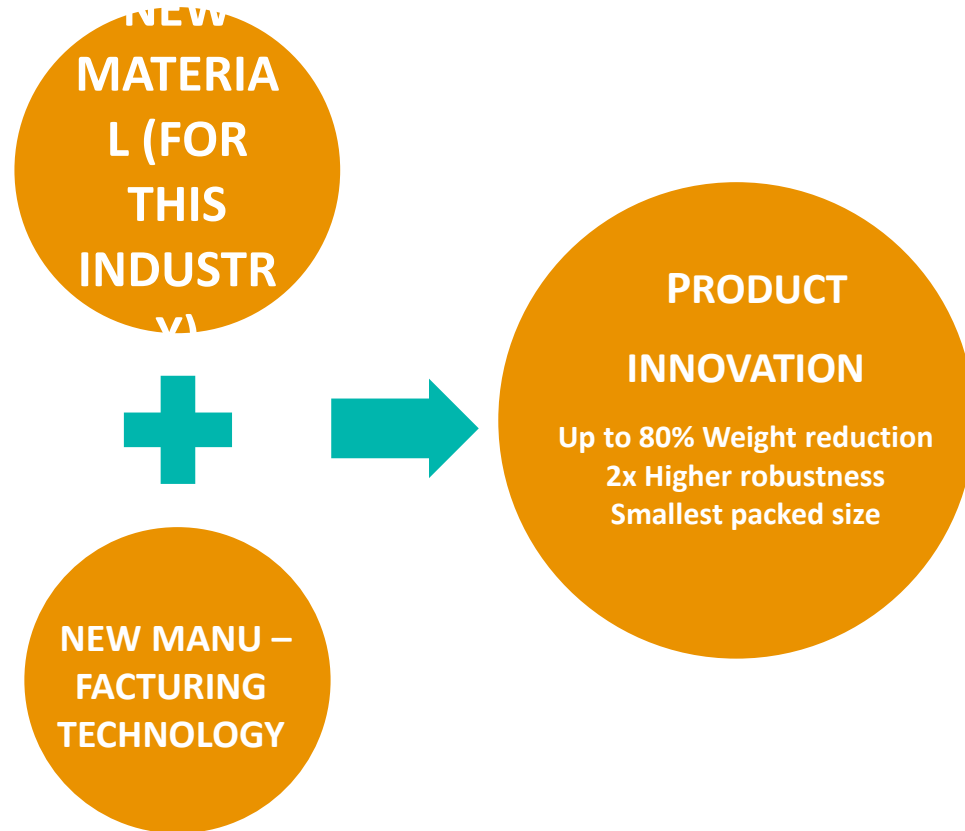 NEW
MATERIA
L (FOR
THIS
INDUSTR
Y)
NEW MANU –
FACTURING
TECHNOLOGY
PRODUCT
INNOVATION
Up to 80% Weight reduction
2x Higher robustness
Smallest packed size